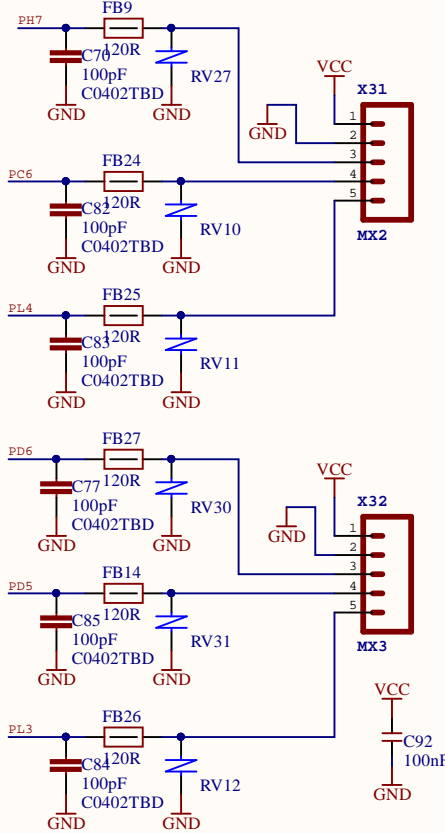 FB9
PH7
C70
120R
100pF
RV27
C0402TBD
GND
VCC
X31
GND
1
2
3
4
5
MX2
FB24
PC6
C82
120R
100pF
RV10
C0402TBD
GND
GND
FB25
PL4
C83
120R
100pF
RV11
C0402TBD
GND
GND
FB27
PD6
120R
C77
100pF
RV30
C0402TBD
GND
GND
VCC
X32
GND
1
2
3
4
5
MX3
FB14
PD5
120R
C85
100pF
RV31
C0402TBD
GND
GND
FB26
PL3
C84
120R
100pF
RV12
C0402TBD
GND
GND
VCC
C92
100nF
GND
GND